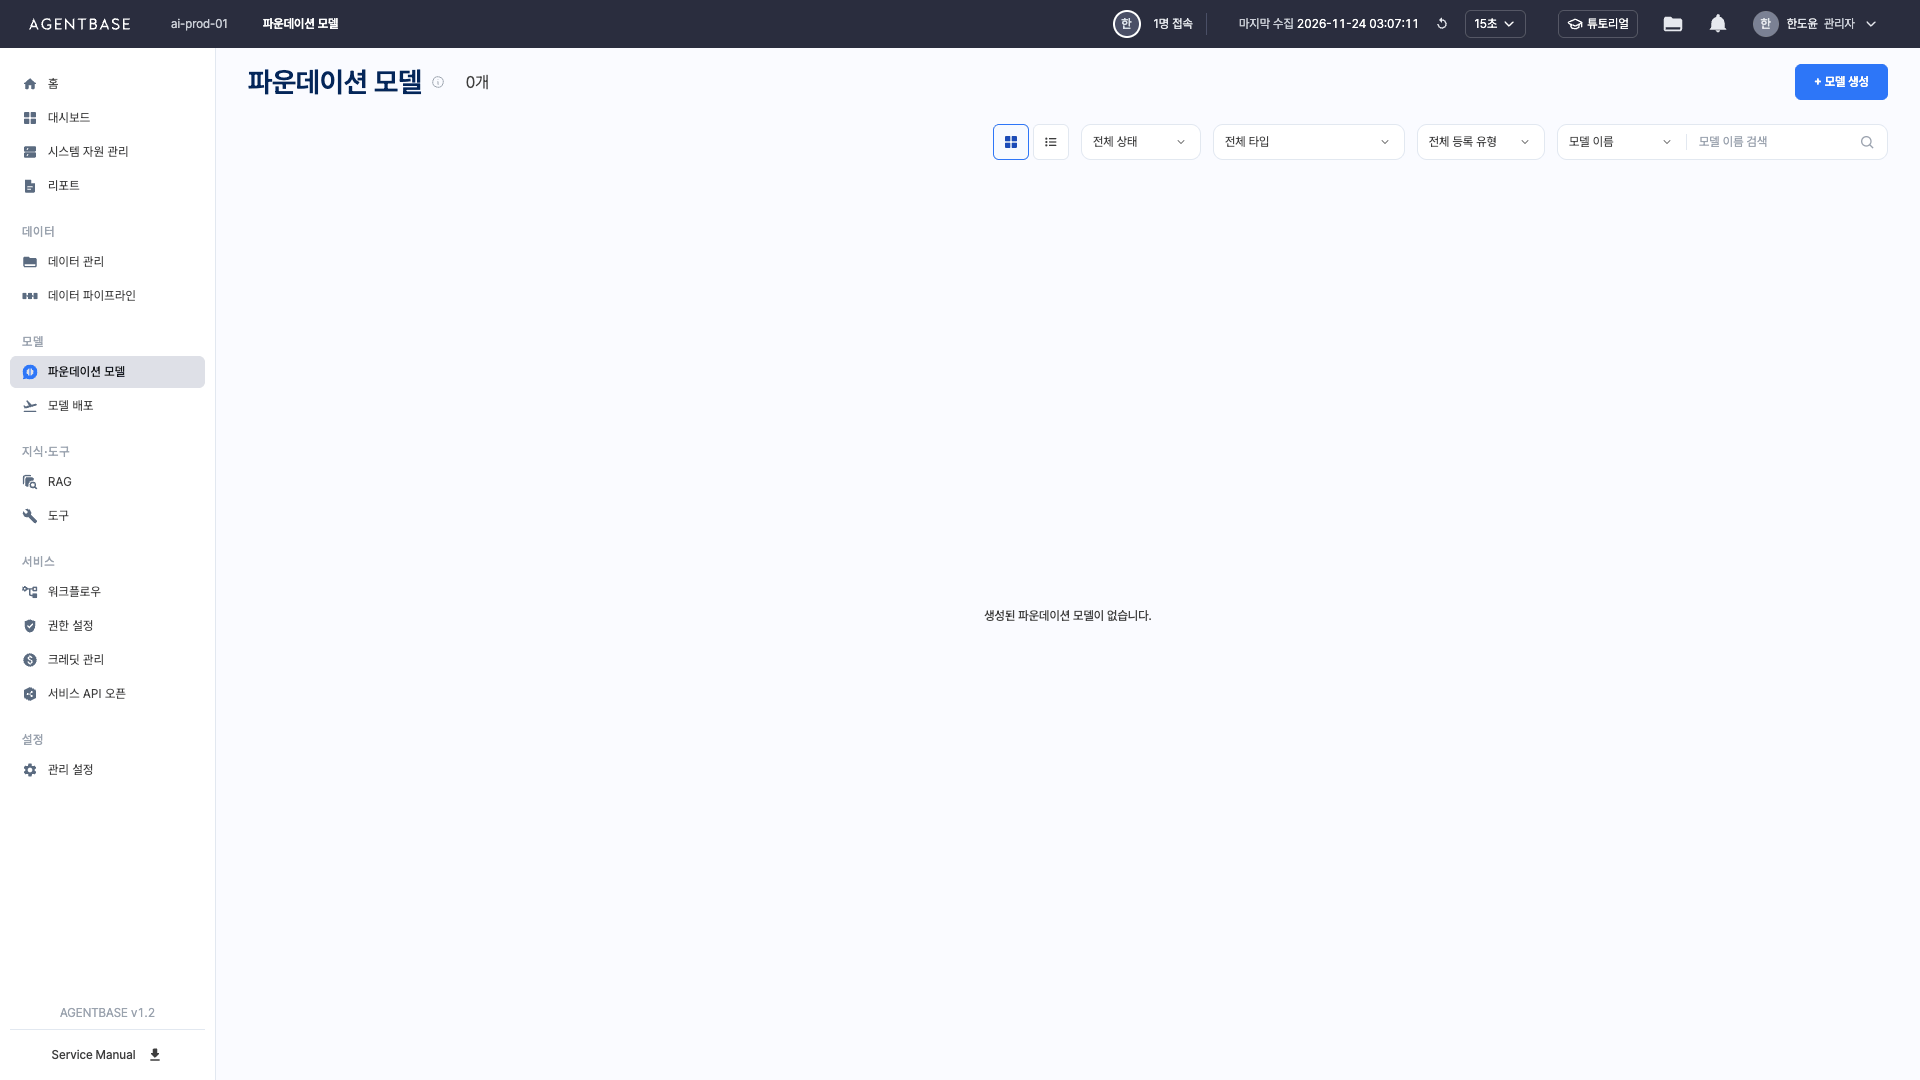 AGENTBASE
ai-prod-01
파운데이션 모델
한
1명 접속
마지막 수집 2026-11-24 03:07:11
15초
튜토리얼
한
한도윤 관리자
홈
대시보드
시스템 자원 관리
리포트
데이터
데이터 관리
데이터 파이프라인
모델
파운데이션 모델
모델 배포
지식·도구
RAG
도구
서비스
워크플로우
권한 설정
크레딧 관리
서비스 API 오픈
설정
관리 설정
AGENTBASE v1.2
Service Manual
파운데이션 모델
0개
+ 모델 생성
전체 상태
전체 타입
전체 등록 유형
모델 이름
모델 이름 검색
생성된 파운데이션 모델이 없습니다.